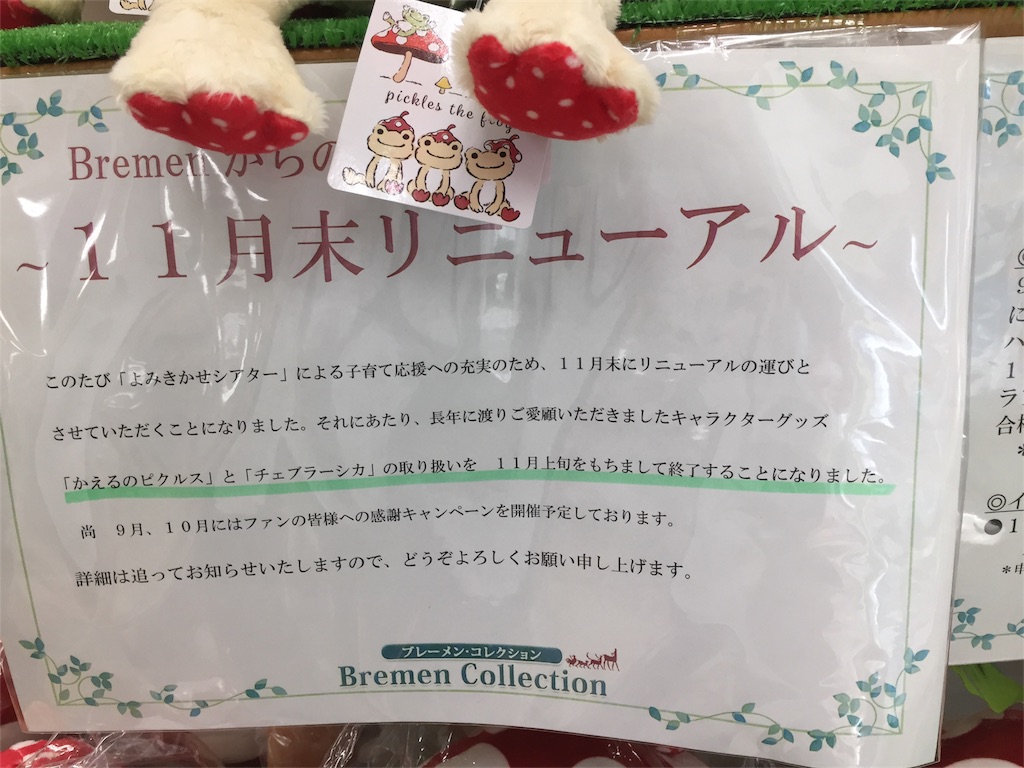 pickles the frog
Bremen からの
~１１月末リニューアル~
このたび「よみきかせシアター」による子育て応援への充実のため、１１月末にリニューアルの運びと
させていただくことになりました。それにあたり、長年に渡りご愛顧いただきましたキャラクターグッズ
「かえるのピクルス」と「チェブラーシカ」の取り扱いを　１１月上旬をもちまして終了することになりました。
尚　９月、１０月にはファンの皆様への感謝キャンペーンを開催予定しております。
詳細は追ってお知らせいたしますので、どうぞよろしくお願い申し上げます。
ブレーメン・コレクション
Bremen Collection
９
に
ハ
１
ラ
合格
＊
◎イ
●１
＊申